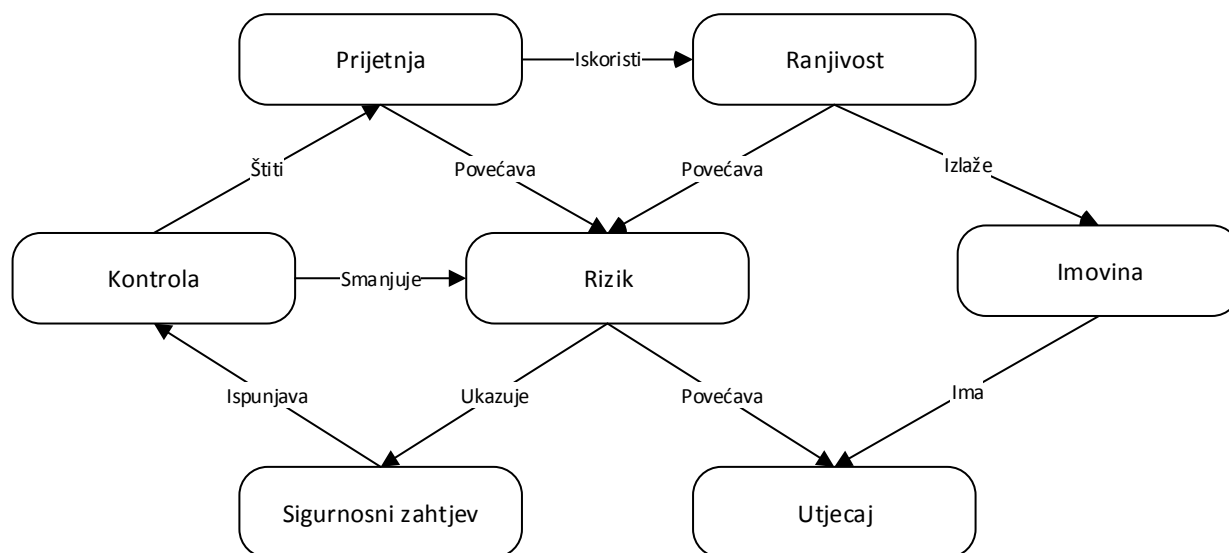 Prijetnja
Iskoristi
Ranjivost
Štiti
Povećava
Povećava
Izlaže
Kontrola
Smanjuje
Rizik
Imovina
Ispunjava
Ukazuje
Povećava
Ima
Sigurnosni zahtjev
Utjecaj